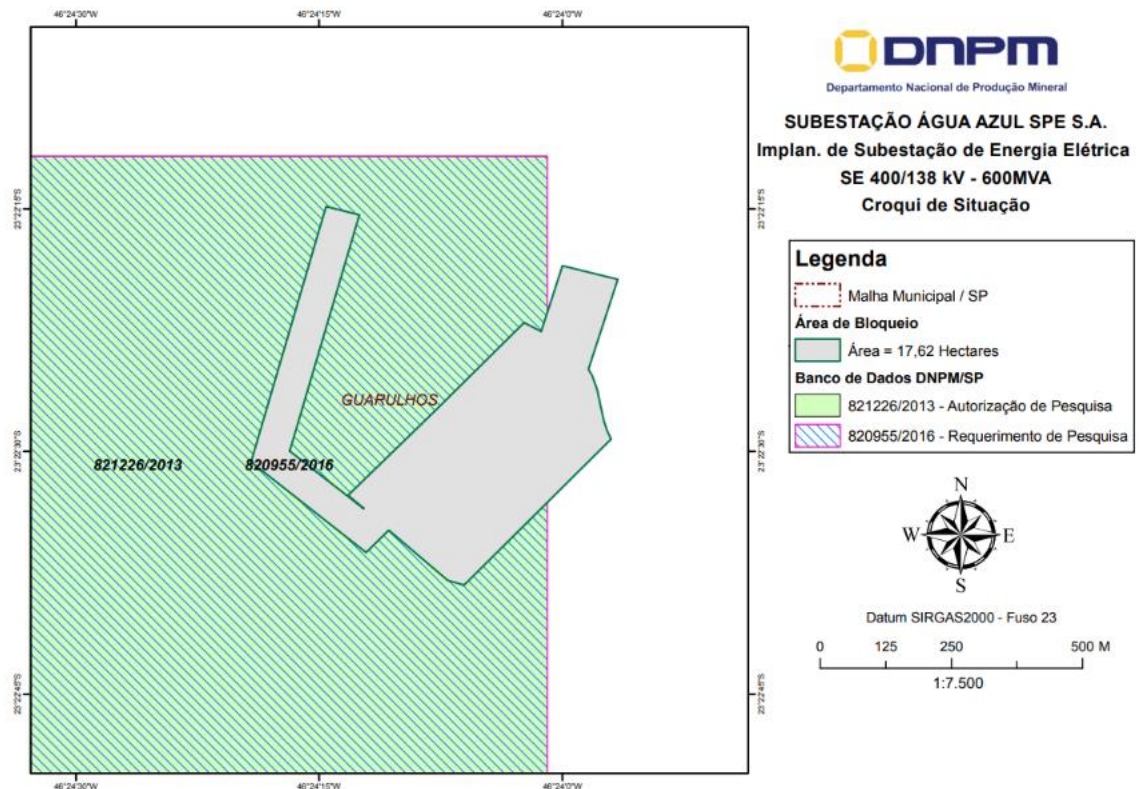 46°24'30"W 46°24'15"W 46°24'0"W
23°22'15"S 23°22'15"S
GUARULHOS
23°22'30"S 23°22'30"S
821226/2013 820955/2016
23°22'45"S 23°22'45"S
46°24'30"W 46°24'15"W 46°24'0"W
DNPM
Departamento Nacional de Produção Mineral
SUBESTAÇÃO ÁGUA AZUL SPE S.A.
Implan. de Subestação de Energia Elétrica
SE 400/138 kV - 600MVA
Croqui de Situação
Legenda
Malha Municipal / SP
Área de Bloqueio
Área = 17,62 Hectares
Banco de Dados DNPM/SP
821226/2013 - Autorização de Pesquisa
820955/2016 - Requerimento de Pesquisa
N
W E
S
Datum SIRGAS2000 - Fuso 23
0 125 250 500 M
1:7.500